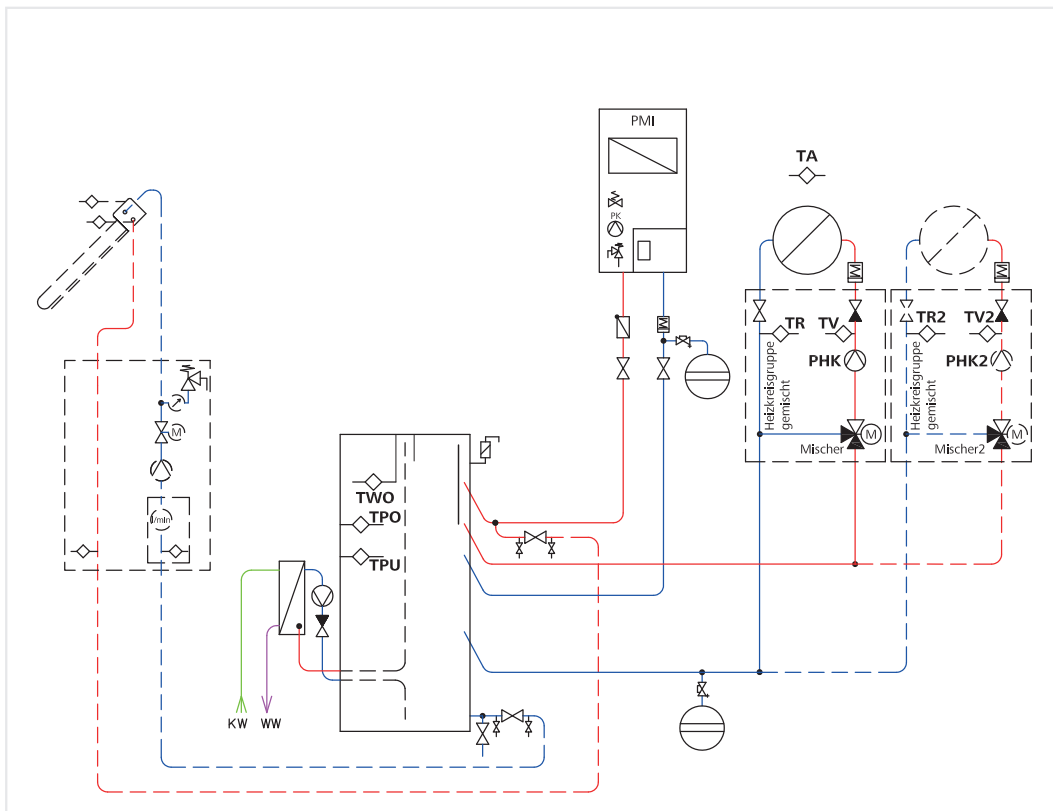 PMI
PK
TA
TR
TV
PHK
Heizkreisgruppe
gemischt
M
Mischer
TR2
TV2
PHK2
Heizkreisgruppe
gemischt
M
Mischer2
M
l/min
TWO
TPO
TPU
KW
WW